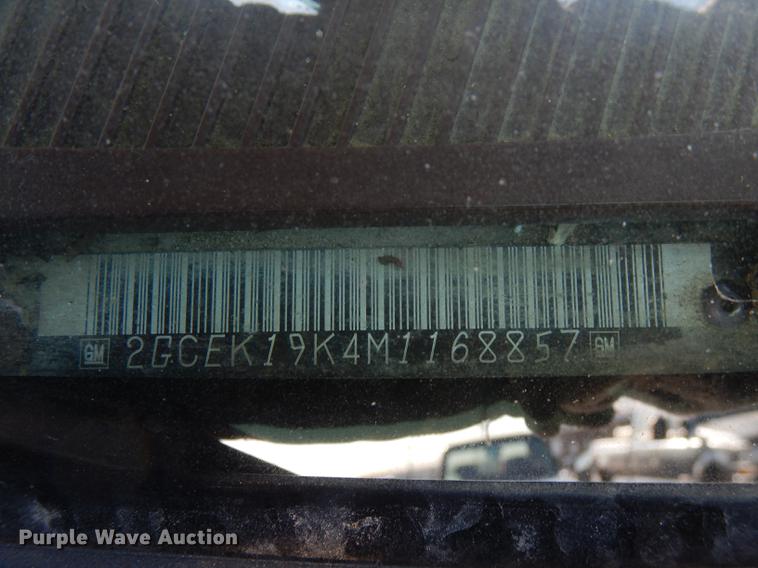 GM 2GCEK19K4M1168857 GM
Purple Wave Auction